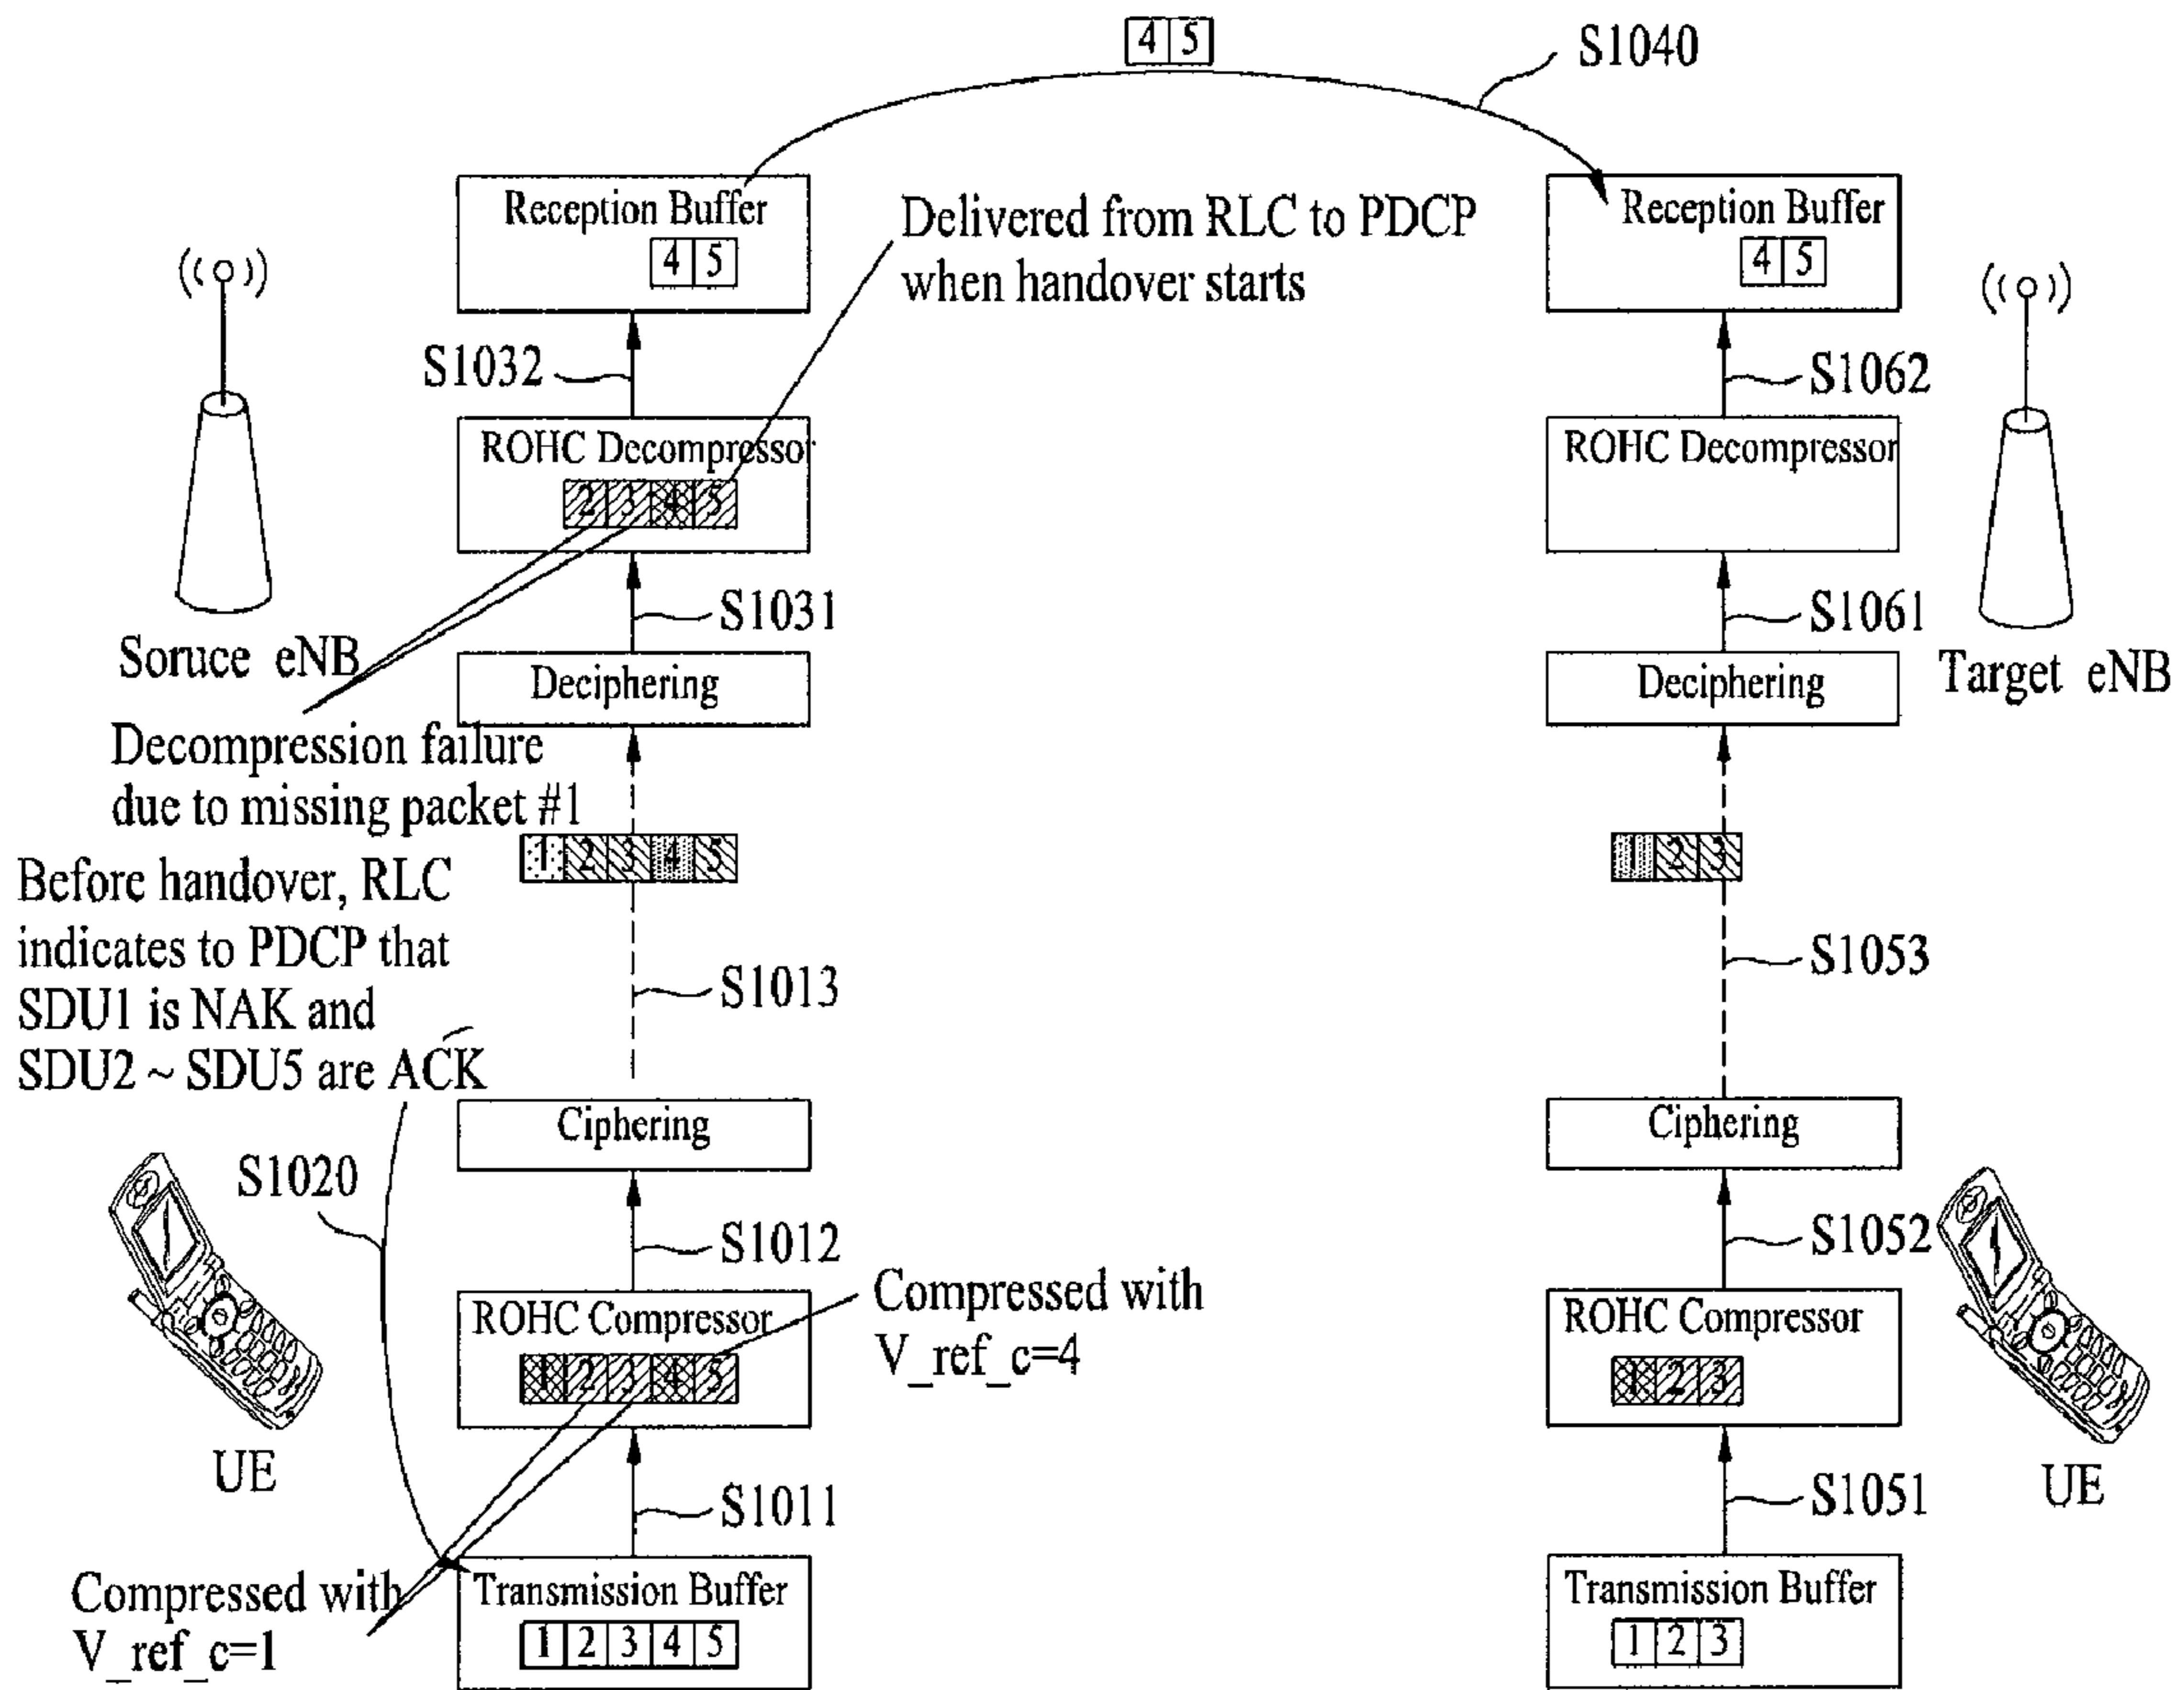 4 5
S1040
Reception Buffer
4 5
Delivered from RLC to PDCP
when handover starts
Reception Buffer
4 5
S1032
S1062
ROHC Decompressor
2 3 4 5
ROHC Decompressor
S1031
S1061
Soruce eNB
Deciphering
Deciphering
Target eNB
Decompression failure
due to missing packet #1
1 2 3 4 5
1 2 3
Before handover, RLC
indicates to PDCP that
SDU1 is NAK and
SDU2 ~ SDU5 are ACK
S1013
S1053
Ciphering
Ciphering
S1020
S1012
S1052
ROHC Compressor
1 2 3 4 5
Compressed with
V_ref_c=4
ROHC Compressor
1 2 3
UE
UE
S1011
S1051
Compressed with
V_ref_c=1
Transmission Buffer
1 2 3 4 5
Transmission Buffer
1 2 3